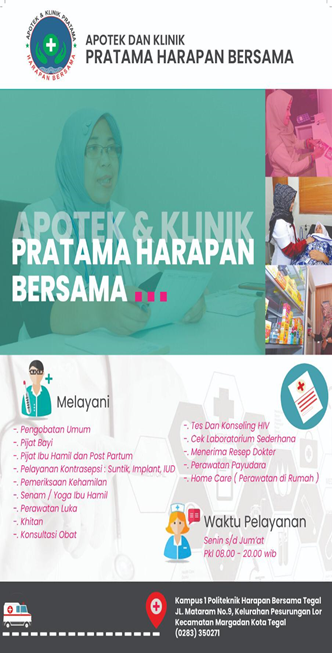 APOTEK & KLINIK PRATAMA
HARAPAN BERSAMA
APOTEK DAN KLINIK
PRATAMA HARAPAN BERSAMA
APOTEK & KLINIK
PRATAMA HARAPAN
BERSAMA ...
Melayani
-. Pengobatan Umum
-. Pijat Bayi
-. Pijat Ibu Hamil dan Post Partum
-. Pelayanan Kontrasepsi : Suntik, Implant, IUD
-. Pemeriksaan Kehamilan
-. Senam / Yoga Ibu Hamil
-. Perawatan Luka
-. Khitan
-. Konsultasi Obat
-. Tes Dan Konseling HIV
-. Cek Laboratorium Sederhana
-. Menerima Resep Dokter
-. Perawatan Payudara
-. Home Care ( Perawatan di Rumah )
Waktu Pelayanan
Senin s/d Jum'at
Pkl 08.00 - 20.00 wib
Kampus 1 Politeknik Harapan Bersama Tegal
JL. Mataram No.9, Kelurahan Pesurungan Lor
Kecamatan Margadan Kota Tegal
(0283) 350271